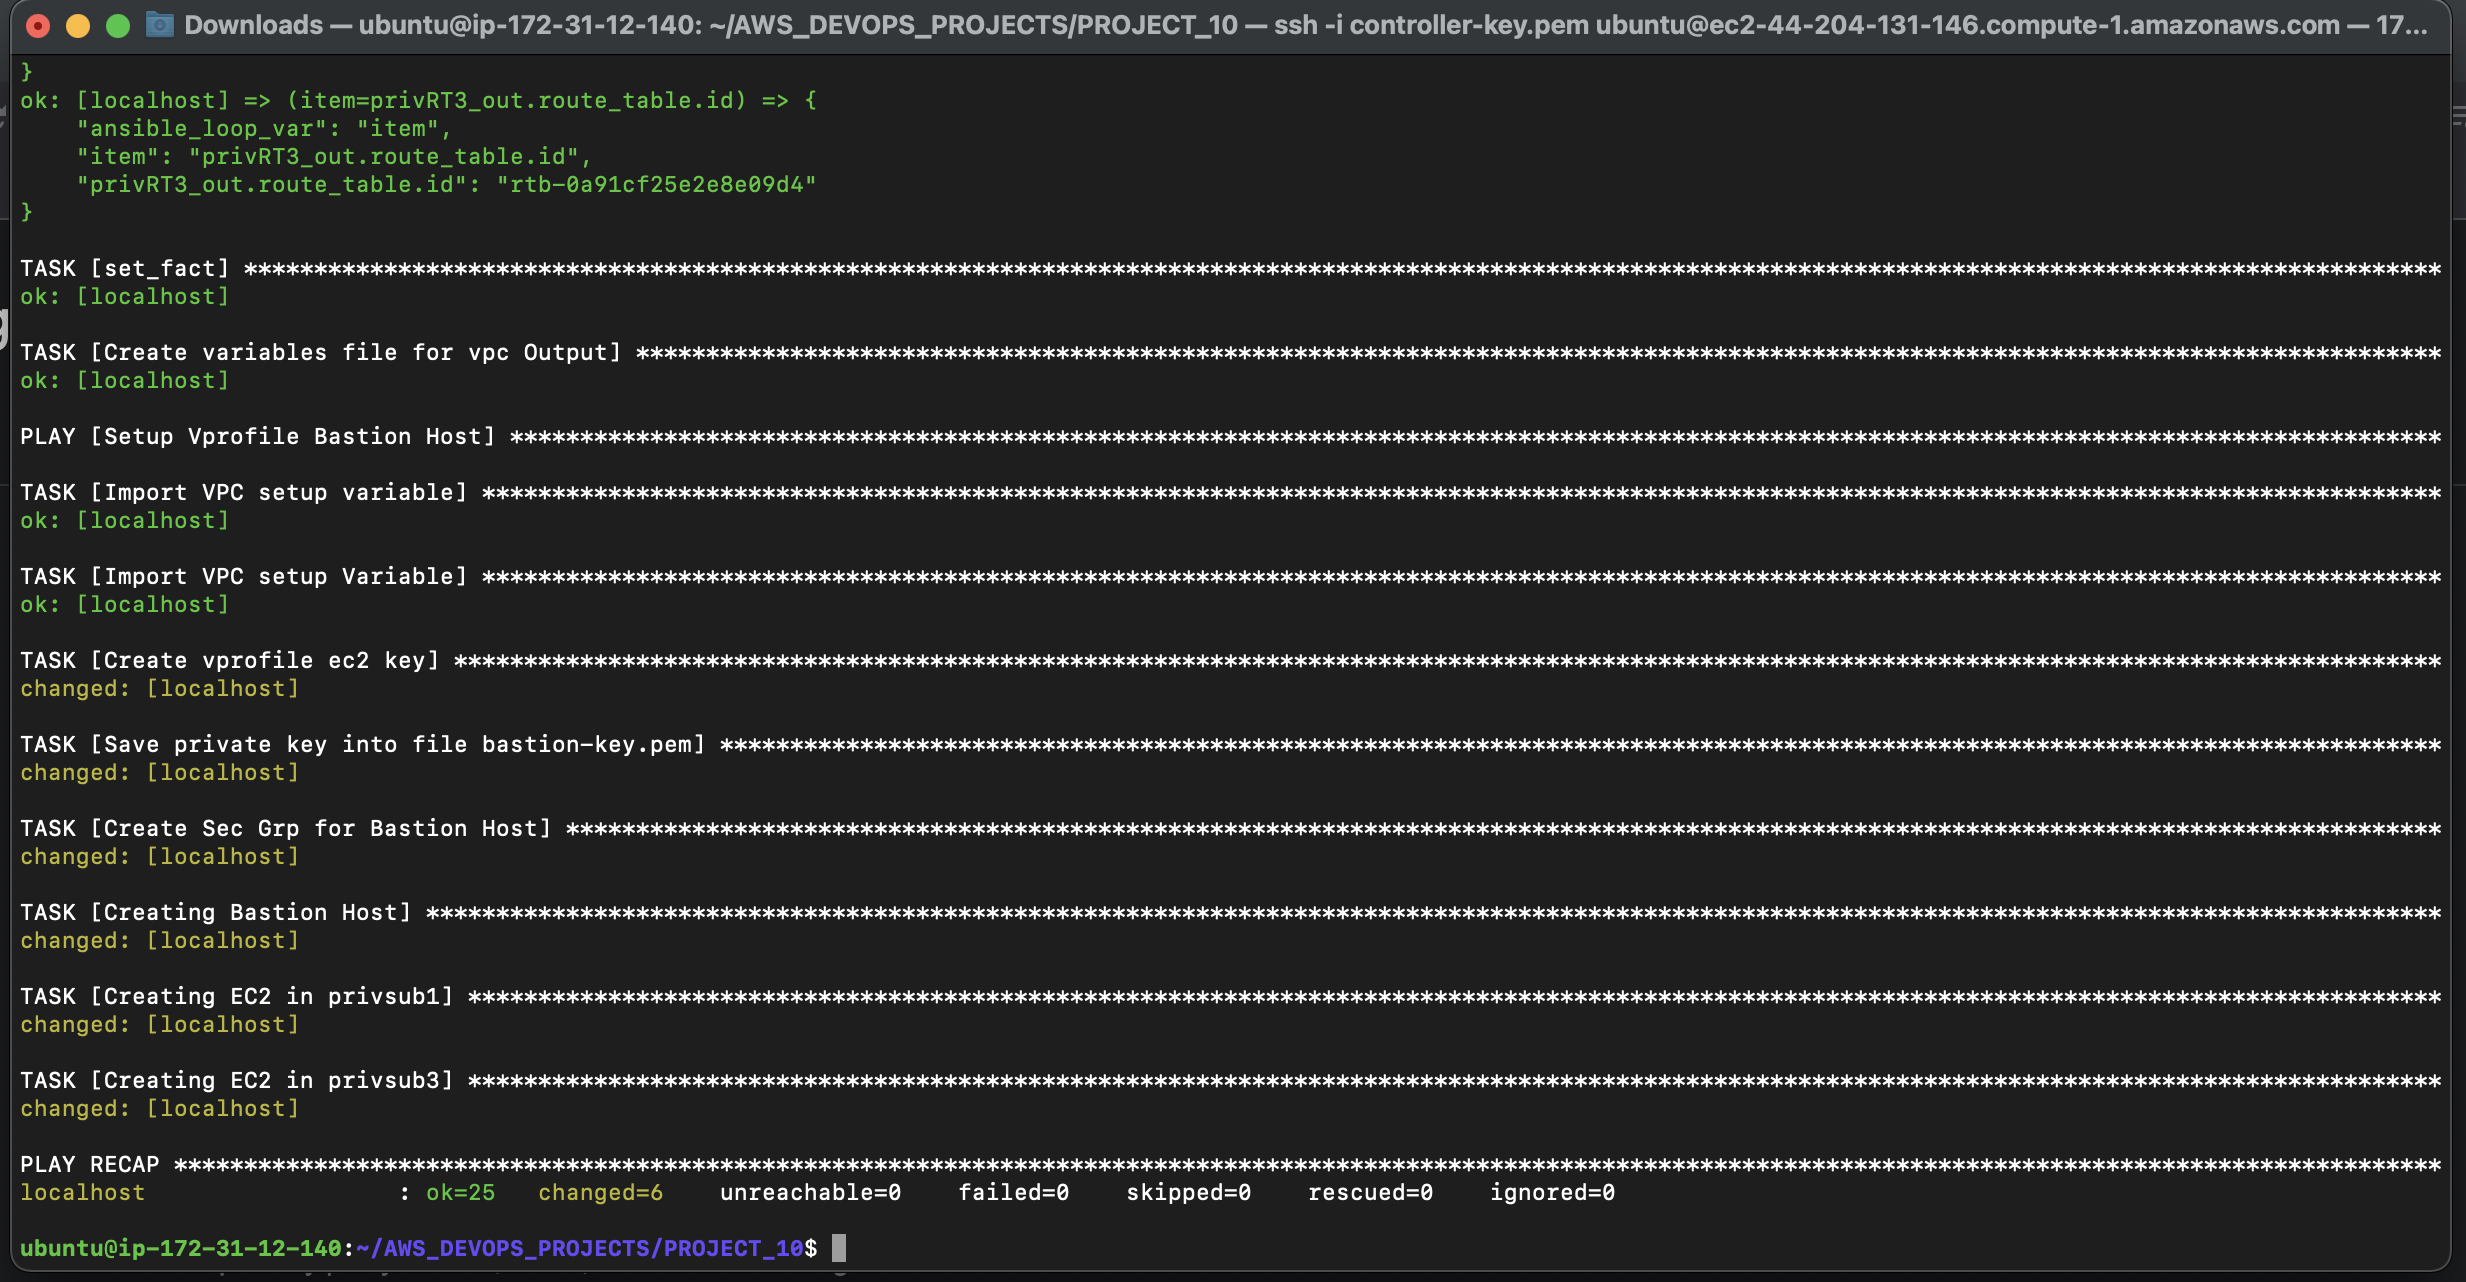 Downloads — ubuntu@ip-172-31-12-140: ~/AWS_DEVOPS_PROJECTS/PROJECT_10 — ssh -i controller-key.pem ubuntu@ec2-44-204-131-146.compute-1.amazonaws.com — 17...
}
ok: [localhost] => (item=privRT3_out.route_table.id) => {
    "ansible_loop_var": "item",
    "item": "privRT3_out.route_table.id",
    "privRT3_out.route_table.id": "rtb-0a91cf25e2e8e09d4"
}
TASK [set_fact] ************************************************************
ok: [localhost]
TASK [Create variables file for vpc Output] ************************************************************
ok: [localhost]
PLAY [Setup Vprofile Bastion Host] ************************************************************
TASK [Import VPC setup variable] ************************************************************
ok: [localhost]
TASK [Import VPC setup Variable] ************************************************************
ok: [localhost]
TASK [Create vprofile ec2 key] ************************************************************
changed: [localhost]
TASK [Save private key into file bastion-key.pem] ************************************************************
changed: [localhost]
TASK [Create Sec Grp for Bastion Host] ************************************************************
changed: [localhost]
TASK [Creating Bastion Host] ************************************************************
changed: [localhost]
TASK [Creating EC2 in privsub1] ************************************************************
changed: [localhost]
TASK [Creating EC2 in privsub3] ************************************************************
changed: [localhost]
PLAY RECAP ************************************************************
localhost                  : ok=25   changed=6    unreachable=0    failed=0    skipped=0    rescued=0    ignored=0
ubuntu@ip-172-31-12-140:~/AWS_DEVOPS_PROJECTS/PROJECT_10$